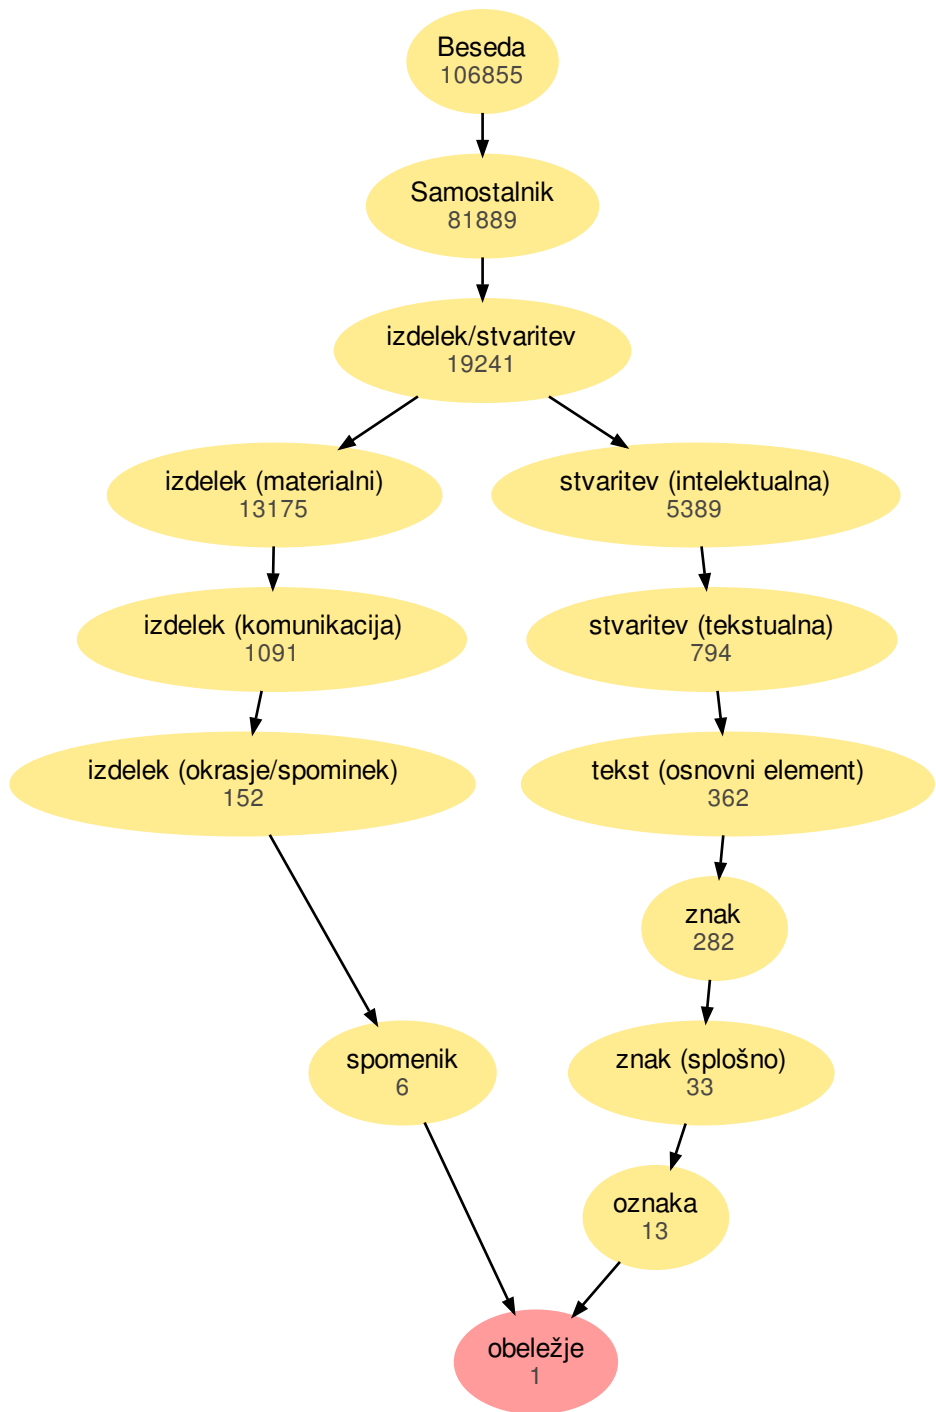 Beseda
106855
Samostalnik
81889
izdelek/stvaritev
19241
izdelek (materialni)
13175
stvaritev (intelektualna)
5389
izdelek (komunikacija)
1091
stvaritev (tekstualna)
794
izdelek (okrasje/spominek)
152
tekst (osnovni element)
362
znak
282
spomenik
6
znak (splošno)
33
oznaka
13
obeležje
1